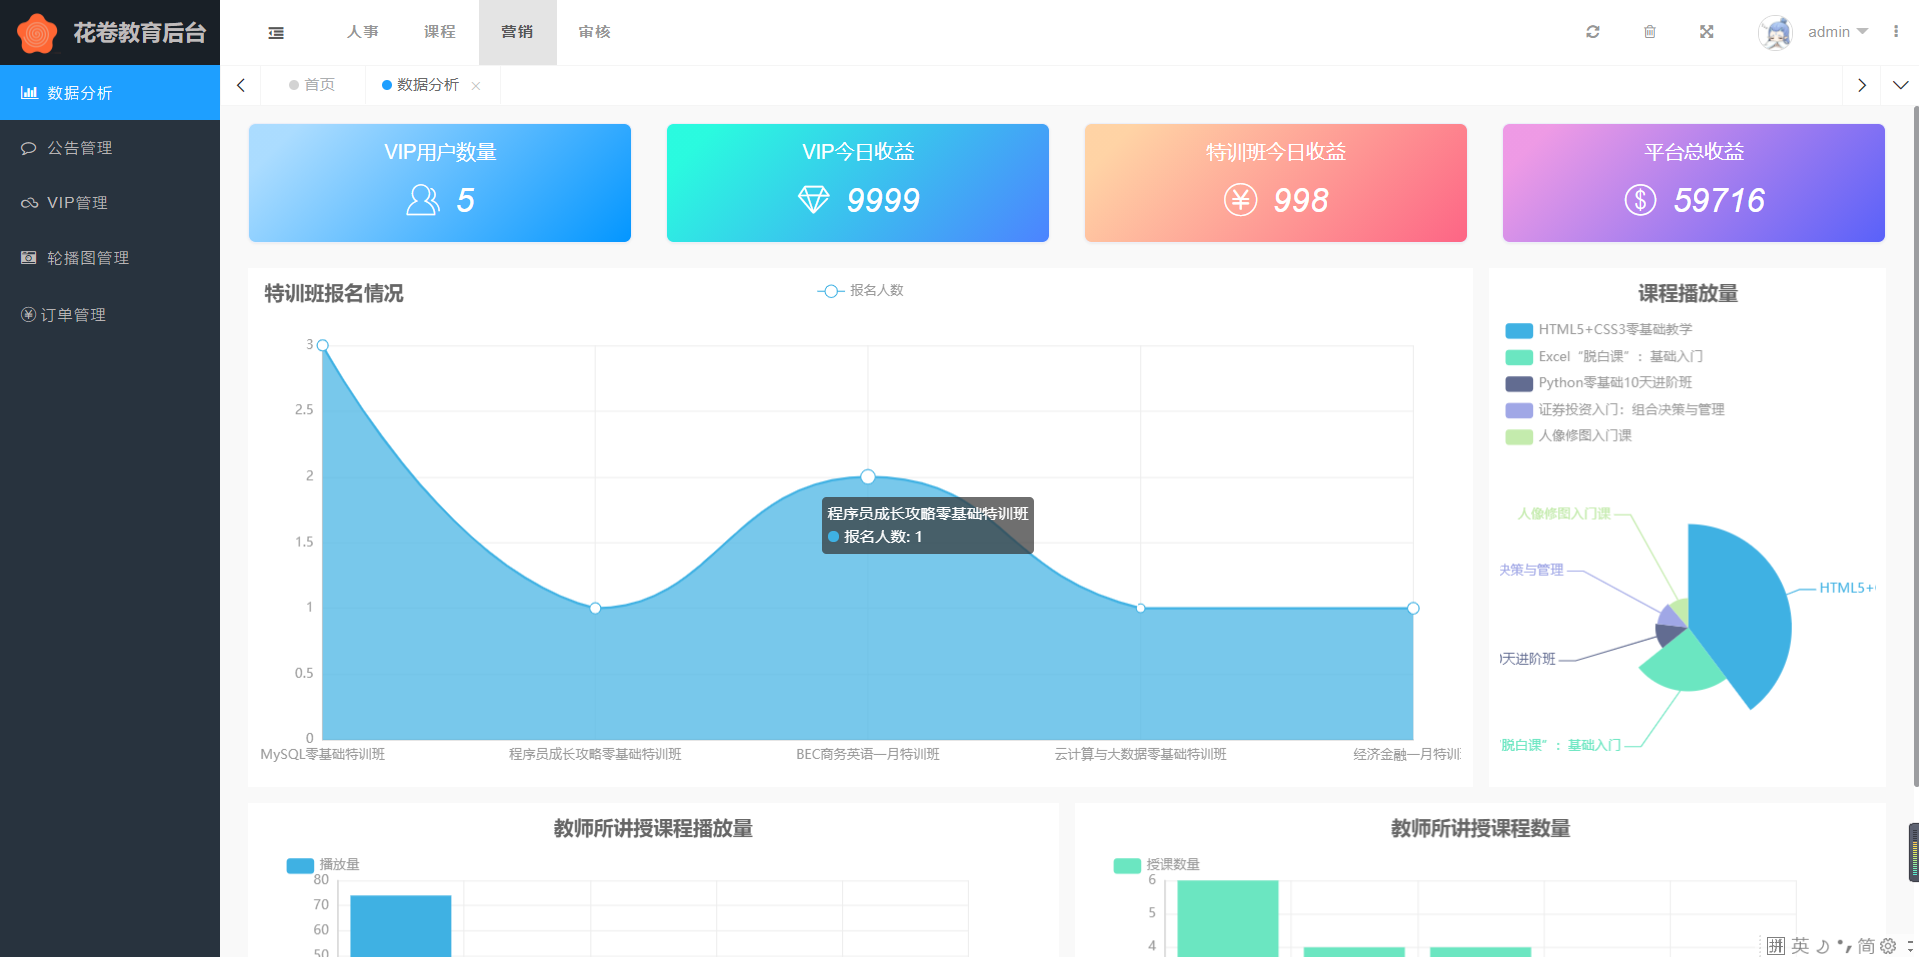 花卷教育后台
人事
课程
营销
审核
admin
首页
数据分析
数据分析
公告管理
VIP管理
轮播图管理
订单管理
VIP用户数量
5
VIP今日收益
9999
特训班今日收益
998
平台总收益
59716
特训班报名情况
报名人数
3
2.5
2
1.5
1
0.5
0
程序员成长攻略零基础特训班
报名人数: 1
MySQL零基础特训班
程序员成长攻略零基础特训班
BEC商务英语一月特训班
云计算与大数据零基础特训班
经济金融一月特训
课程播放量
HTML5+CSS3零基础教学
Excel“脱白课”：基础入门
Python零基础10天进阶班
证券投资入门：组合决策与管理
人像修图入门课
人像修图入门课
决策与管理
天进阶班
脱白课”：基础入门
HTML5+
教师所讲授课程播放量
播放量
80
70
60
50
教师所讲授课程数量
授课数量
6
5
4
拼 英 简